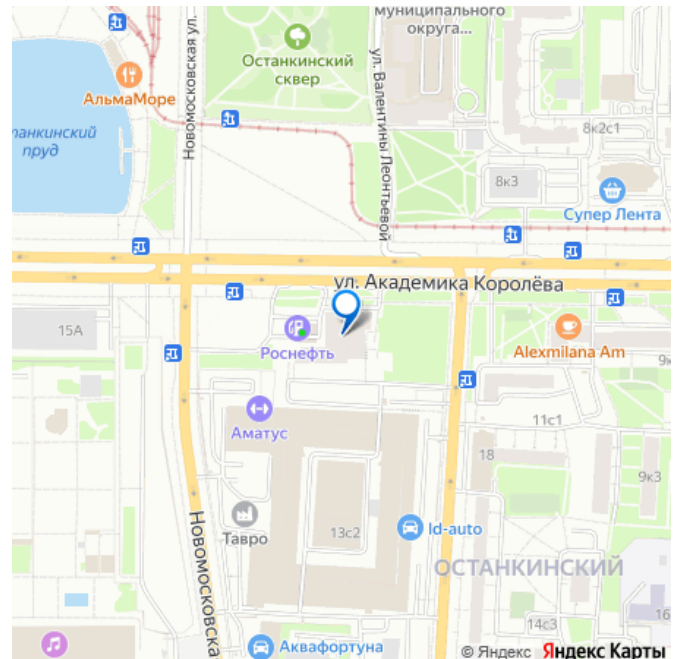 муниципального
округа...
Останкинский
сквер
АльмаМоре
Новомосковская ул.
ул. Валентины Леонтьевой
танкинский
пруд
8к2с1
8к3
Супер Лента
ул. Академика Королёва
15А
Роснефть
Alexmilana Am
9к
Аматус
11с1
18
9к3
Новомосковска
Тавро
13с2
Id-auto
ОСТАНКИНСКИЙ
16
14с3
Аквафортуна
© Яндекс Яндекс Карты